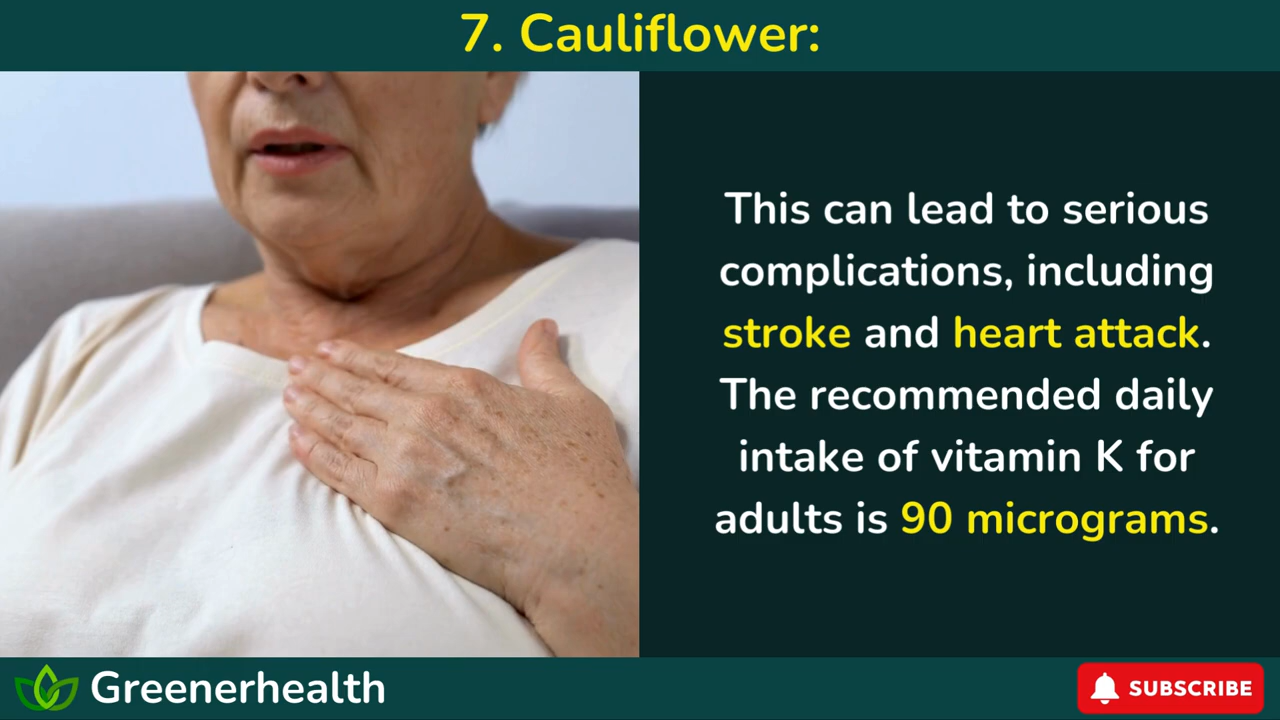 7. Cauliflower:
This can lead to serious
complications, including
stroke and heart attack.
The recommended daily
intake of vitamin K for
adults is 90 micrograms.
Greenerhealth
SUBSCRIBE